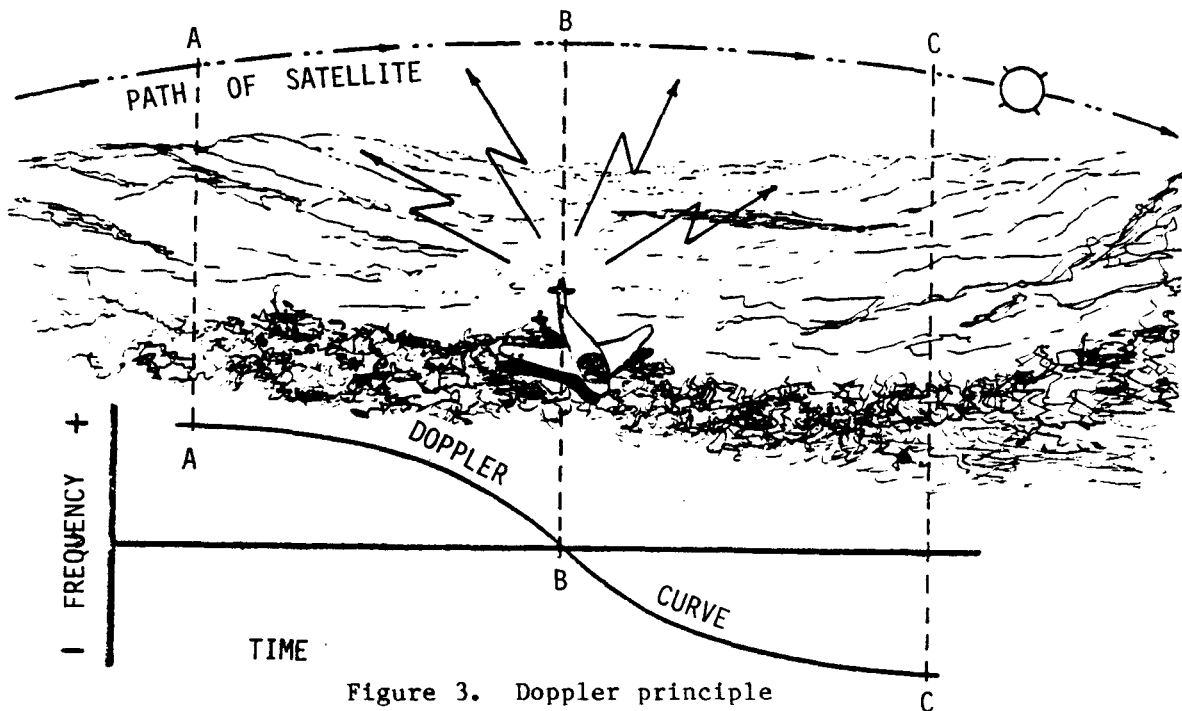 A
B
C
PATH OF SATELLITE
+
A
DOPPLER
FREQUENCY
B
CURVE
−
TIME
C
Figure 3. Doppler principle